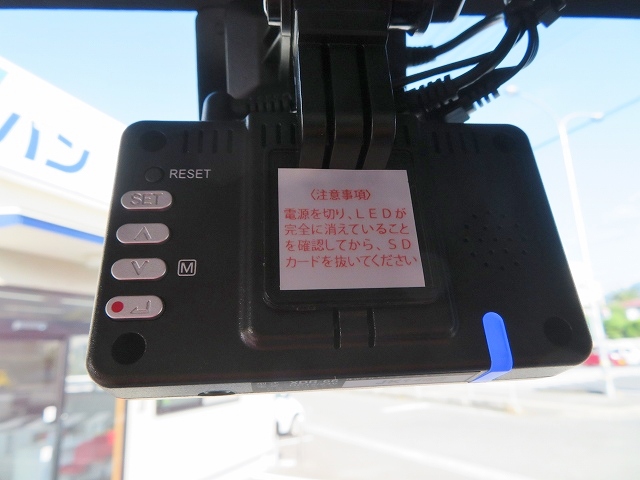 ハン
RESET
SET
M
〈注意事項〉
電源を切り、ＬＥＤが
完全に消えていること
を確認してから、ＳＤ
カードを抜いてください